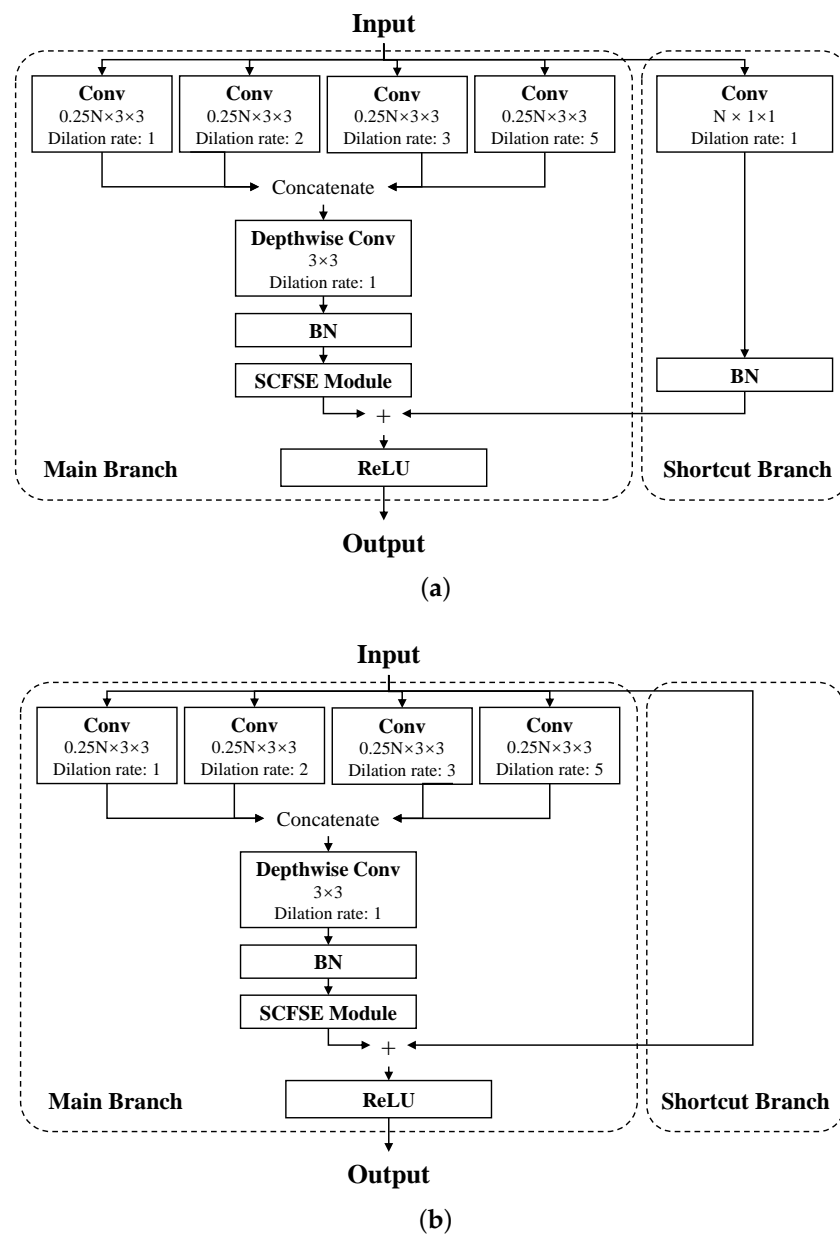 Input
Conv
0.25N×3×3
Dilation rate: 1
Conv
0.25N×3×3
Dilation rate: 2
Conv
0.25N×3×3
Dilation rate: 3
Conv
0.25N×3×3
Dilation rate: 5
Conv
N × 1×1
Dilation rate: 1
Concatenate
Depthwise Conv
3×3
Dilation rate: 1
BN
SCFSE Module
BN
+
ReLU
Main Branch
Shortcut Branch
Output
(a)
Input
Conv
0.25N×3×3
Dilation rate: 1
Conv
0.25N×3×3
Dilation rate: 2
Conv
0.25N×3×3
Dilation rate: 3
Conv
0.25N×3×3
Dilation rate: 5
Concatenate
Depthwise Conv
3×3
Dilation rate: 1
BN
SCFSE Module
+
ReLU
Main Branch
Shortcut Branch
Output
(b)